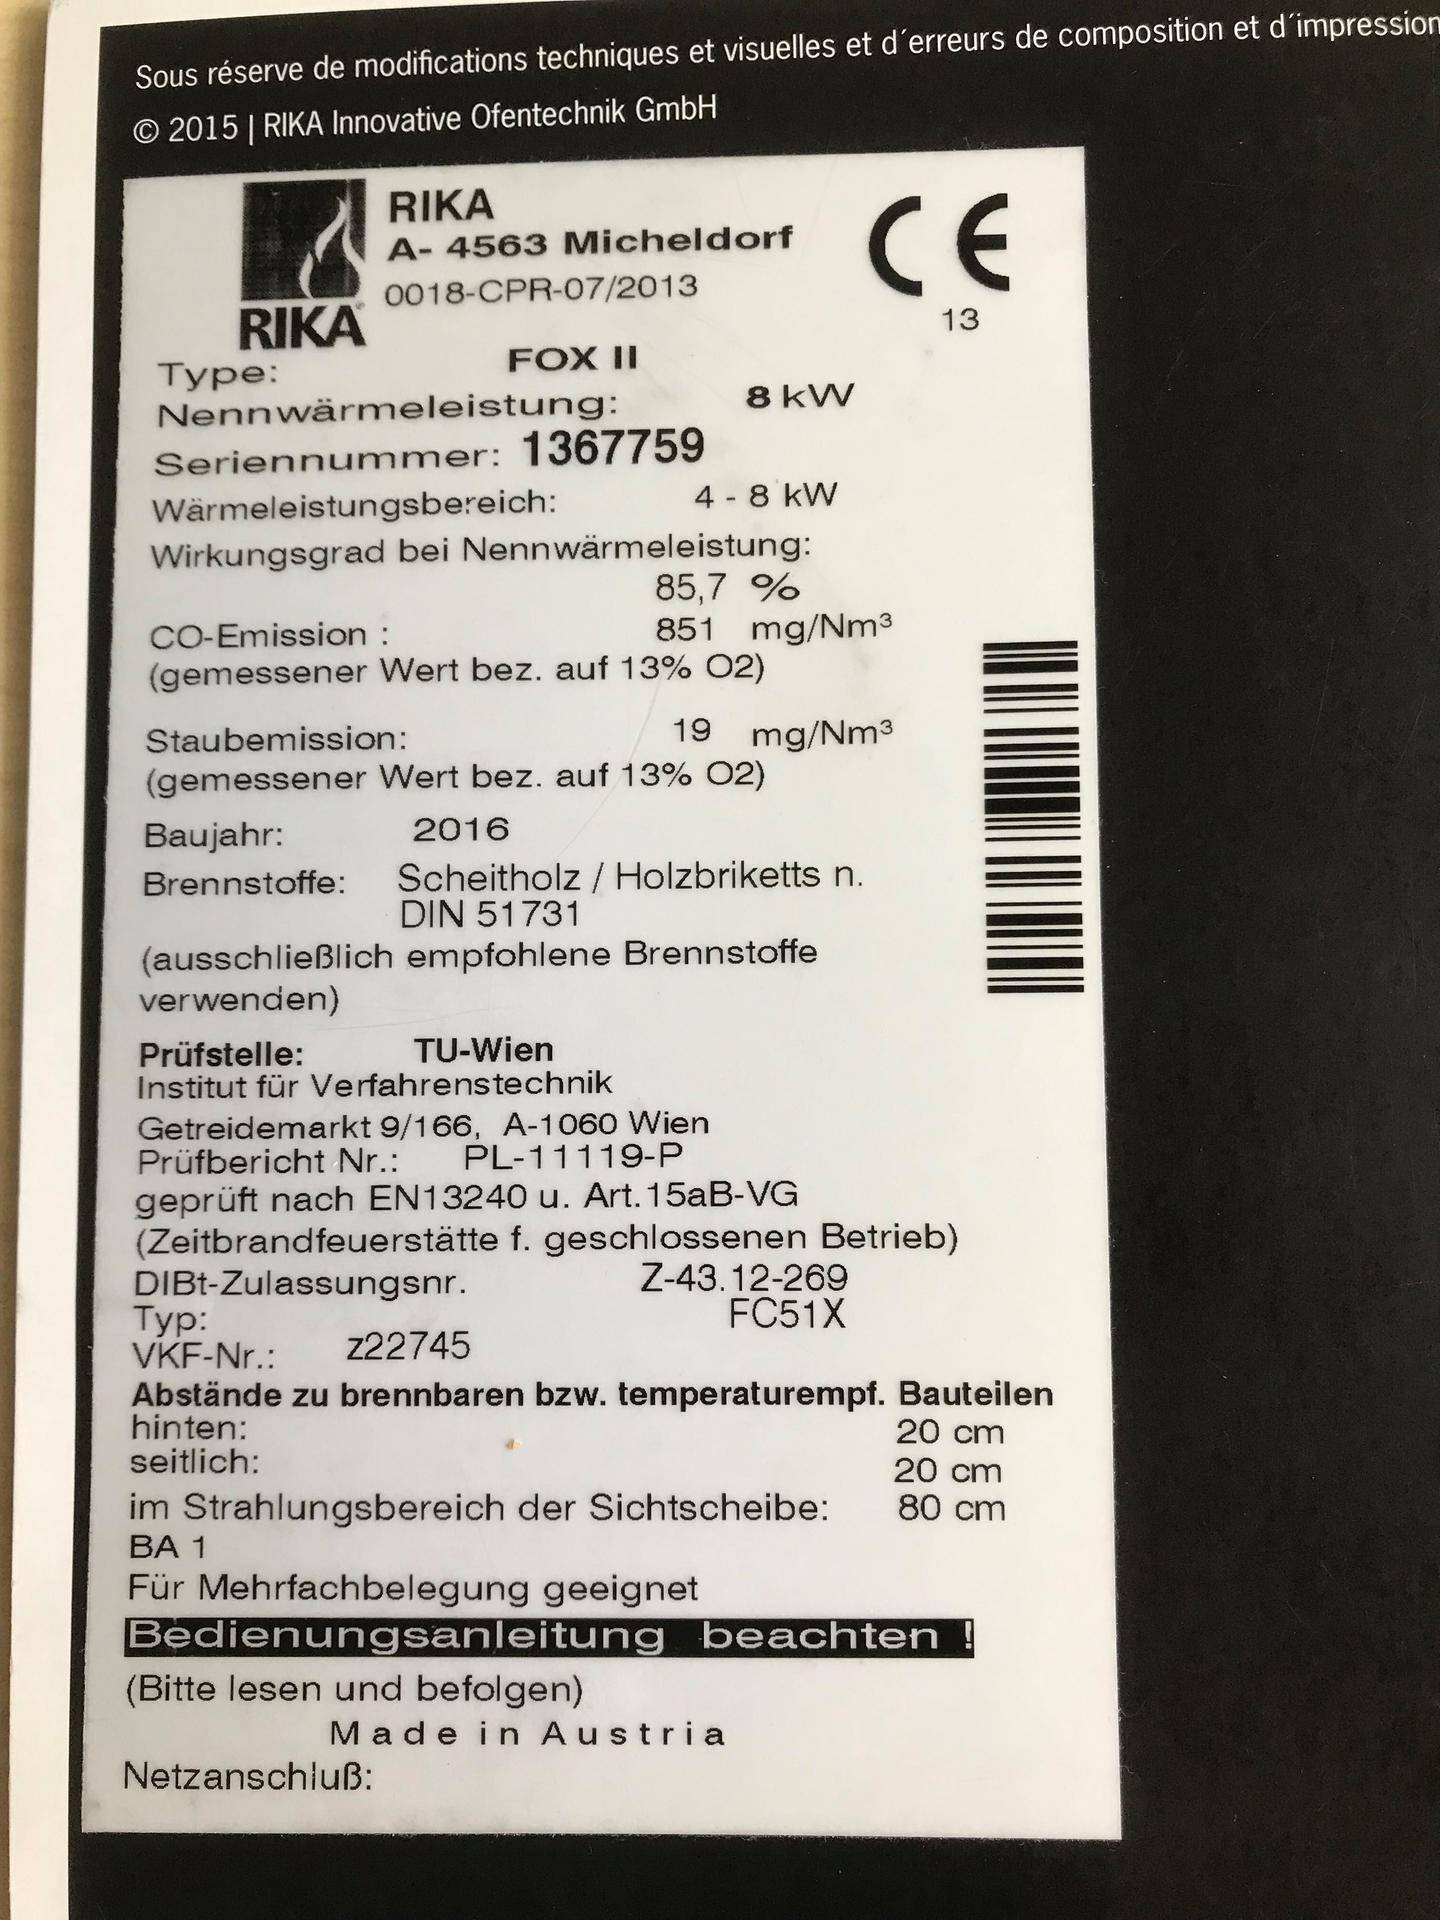 Sous réserve de modifications techniques et visuelles et d´erreurs de composition et d´impression
© 2015 | RIKA Innovative Ofentechnik GmbH
RIKA
A- 4563 Micheldorf
0018-CPR-07/2013
RIKA®
CE
13
Type: FOX II
Nennwärmeleistung: 8 kW
Seriennummer: 1367759
Wärmeleistungsbereich: 4 - 8 kW
Wirkungsgrad bei Nennwärmeleistung:
85,7 %
CO-Emission : 851 mg/Nm³
(gemessener Wert bez. auf 13% O2)
Staubemission: 19 mg/Nm³
(gemessener Wert bez. auf 13% O2)
Baujahr: 2016
Brennstoffe: Scheitholz / Holzbriketts n.
DIN 51731
(ausschließlich empfohlene Brennstoffe
verwenden)
Prüfstelle: TU-Wien
Institut für Verfahrenstechnik
Getreidemarkt 9/166, A-1060 Wien
Prüfbericht Nr.: PL-11119-P
geprüft nach EN13240 u. Art.15aB-VG
(Zeitbrandfeuerstätte f. geschlossenen Betrieb)
DIBt-Zulassungsnr. Z-43.12-269
Typ: FC51X
VKF-Nr.: z22745
Abstände zu brennbaren bzw. temperaturempf. Bauteilen
hinten: 20 cm
seitlich: 20 cm
im Strahlungsbereich der Sichtscheibe: 80 cm
BA 1
Für Mehrfachbelegung geeignet
Bedienungsanleitung beachten !
(Bitte lesen und befolgen)
Made in Austria
Netzanschluß: